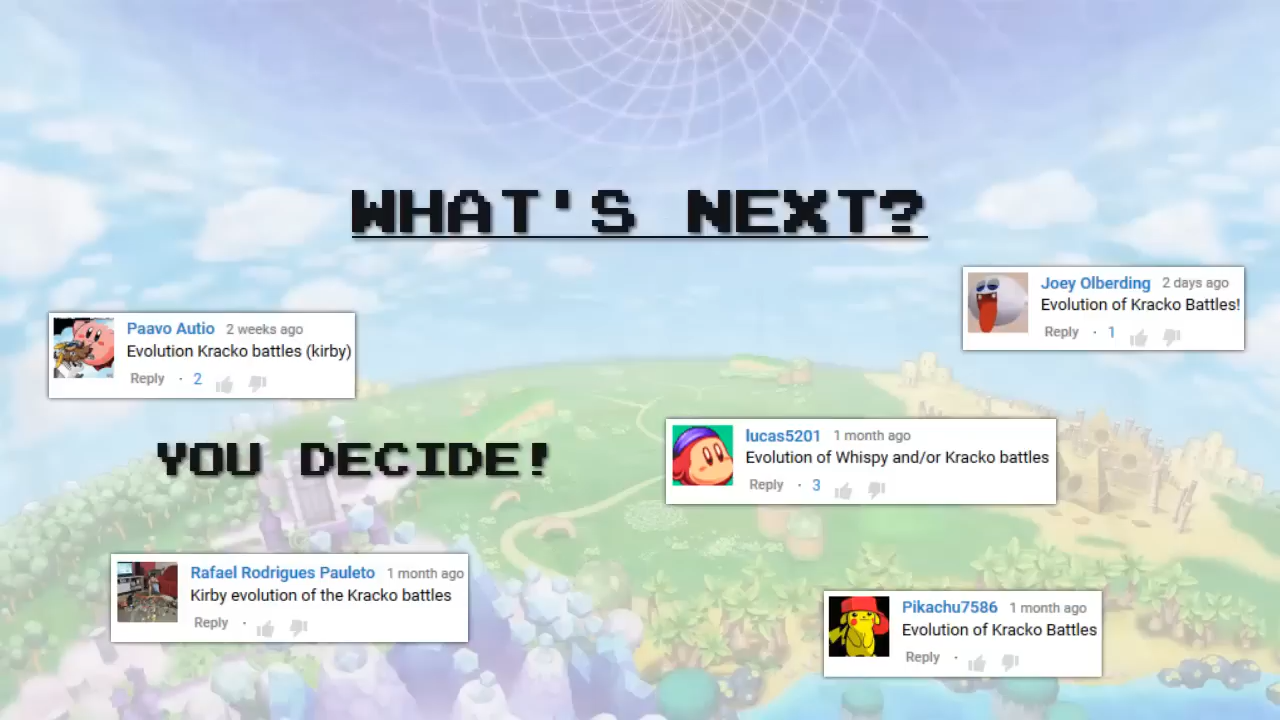 WHAT'S NEXT?
Joey Olberding 2 days ago
Evolution of Kracko Battles!
Reply · 1
Paavo Autio 2 weeks ago
Evolution Kracko battles (kirby)
Reply · 2
YOU DECIDE!
lucas5201 1 month ago
Evolution of Whispy and/or Kracko battles
Reply · 3
Rafael Rodrigues Pauleto 1 month ago
Kirby evolution of the Kracko battles
Reply ·
Pikachu7586 1 month ago
Evolution of Kracko Battles
Reply ·